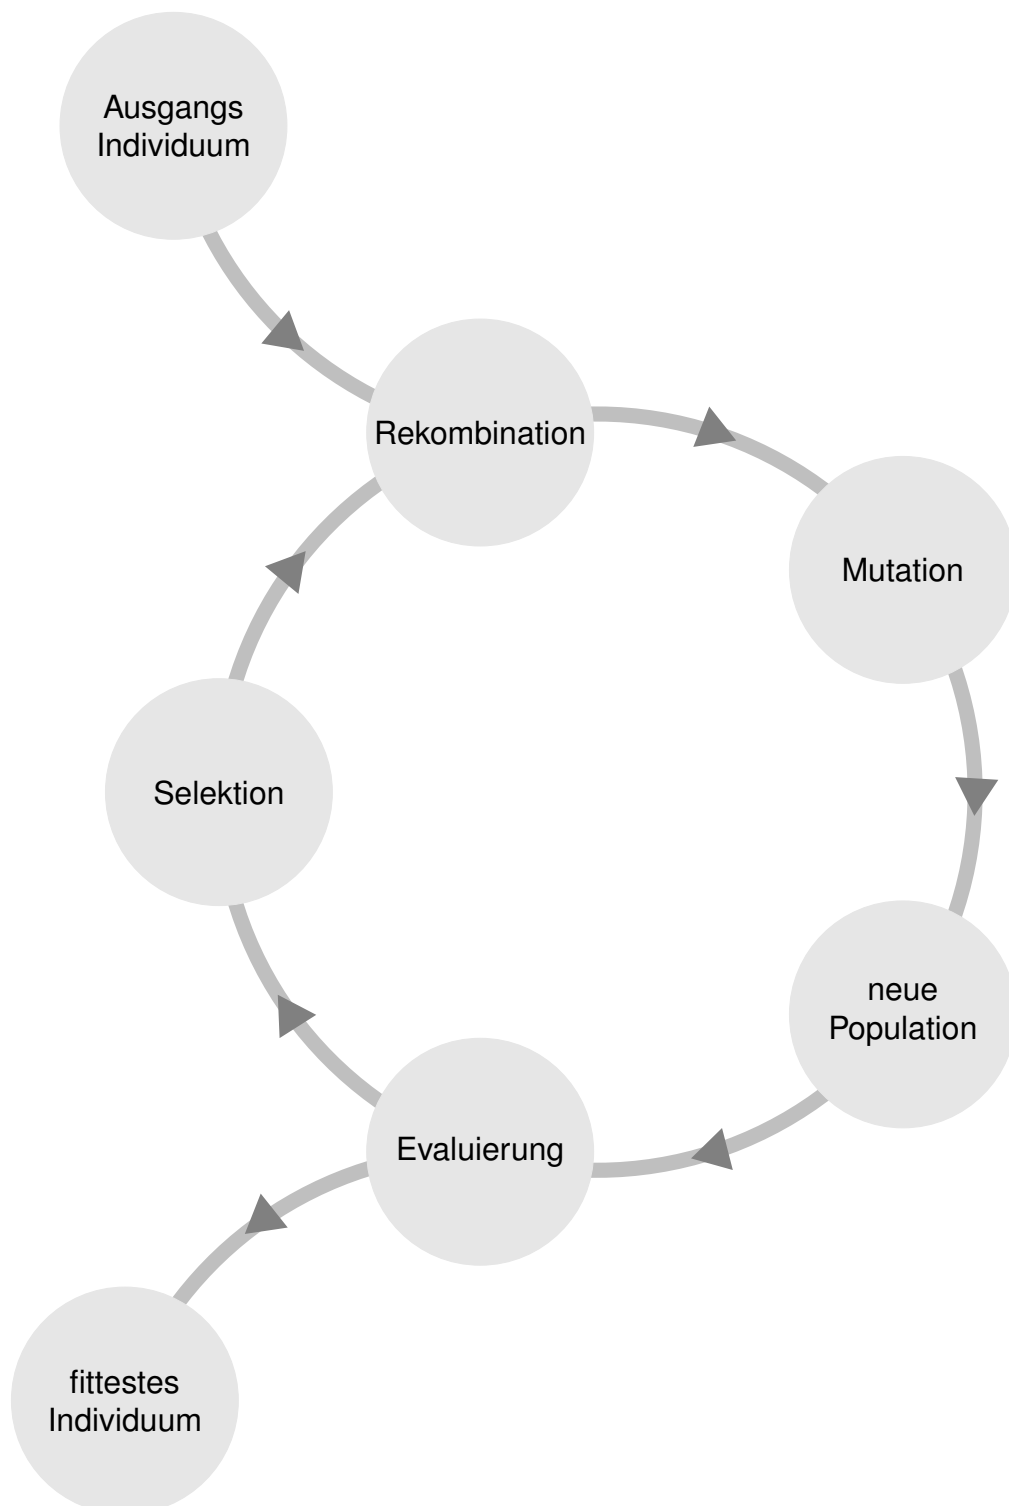 Ausgangs
Individuum
Rekombination
Mutation
Selektion
neue
Population
Evaluierung
fittestes
Individuum